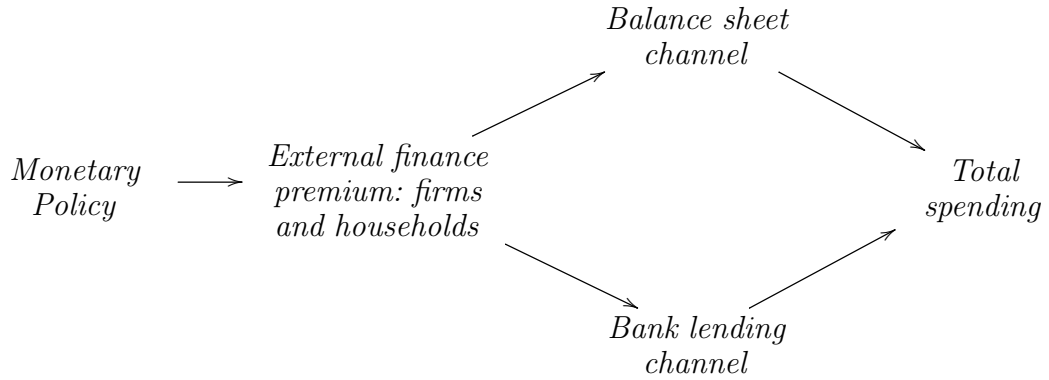 Balance sheet
channel
Monetary
Policy
External finance
premium: firms
and households
Total
spending
Bank lending
channel